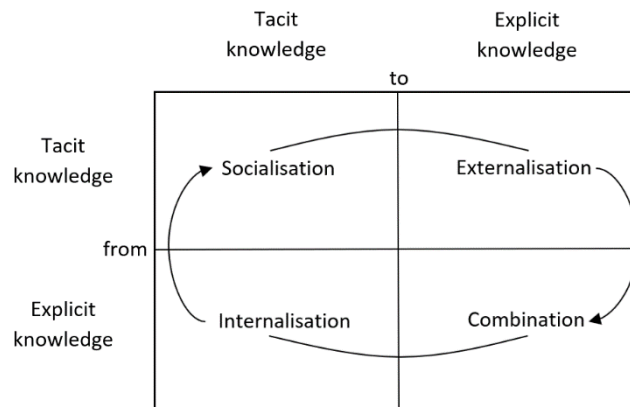 Tacit
knowledge
Explicit
knowledge
to
Tacit
knowledge
Socialisation
Externalisation
from
Explicit
knowledge
Internalisation
Combination